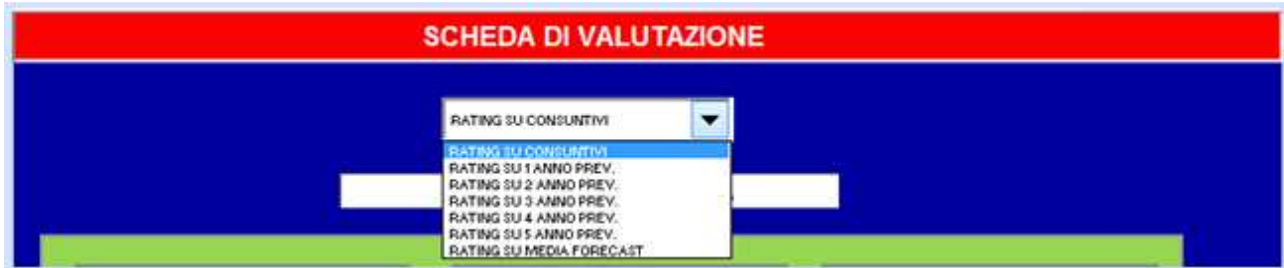 SCHEDA DI VALUTAZIONE
RATING SU CONSUNTIVI
RATING SU CONSUNTIVI
RATING SU 1 ANNO PREV.
RATING SU 2 ANNO PREV.
RATING SU 3 ANNO PREV.
RATING SU 4 ANNO PREV.
RATING SU 5 ANNO PREV.
RATING SU MEDIA FORECAST